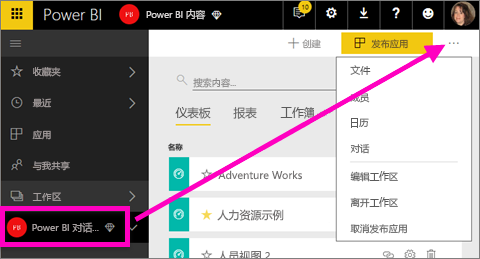 Power BI
PB
Power BI 内容
10
创建
发布应用
收藏夹
最近
应用
与我共享
工作区
PB
Power BI 对话...
搜索内容...
仪表板
报表
工作簿
名称
Adventure Works
人力资源示例
人员视图 2
文件
成员
日历
对话
编辑工作区
离开工作区
取消发布应用